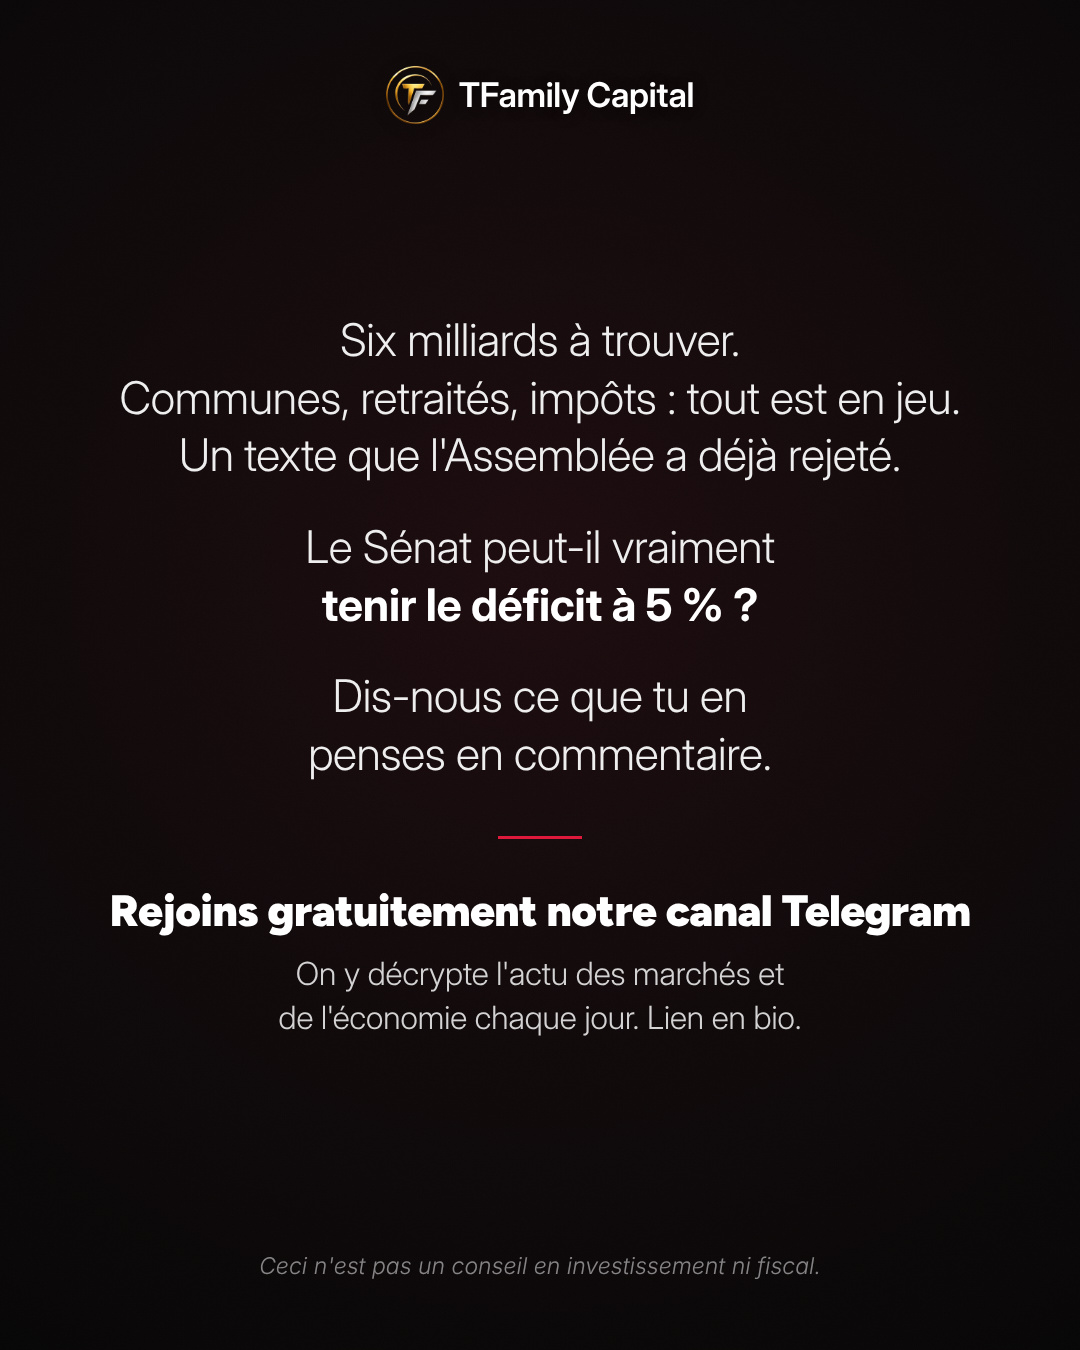 TF TFamily Capital
Six milliards à trouver.
Communes, retraités, impôts : tout est en jeu.
Un texte que l'Assemblée a déjà rejeté.
Le Sénat peut-il vraiment
tenir le déficit à 5 % ?
Dis-nous ce que tu en
penses en commentaire.
Rejoins gratuitement notre canal Telegram
On y décrypte l'actu des marchés et
de l'économie chaque jour. Lien en bio.
Ceci n'est pas un conseil en investissement ni fiscal.